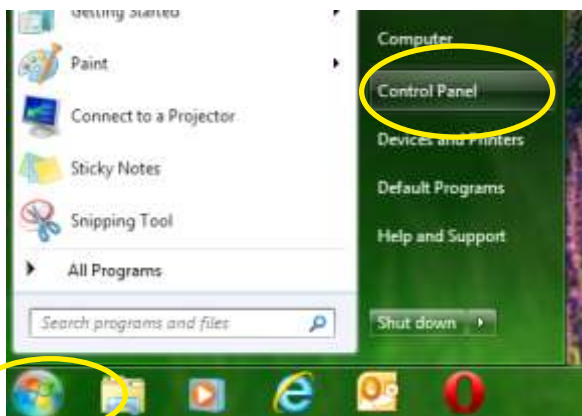 Getting Started
Paint
Connect to a Projector
Sticky Notes
Snipping Tool
All Programs
Search programs and files
Computer
Control Panel
Devices and Printers
Default Programs
Help and Support
Shut down